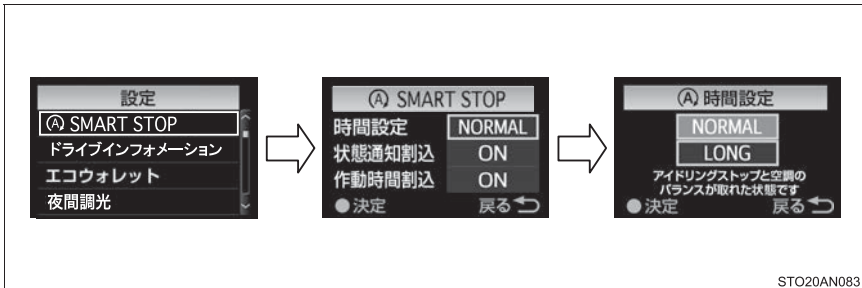 設定
Ⓐ SMART STOP
ドライブインフォメーション
エコウォレット
夜間調光
Ⓐ SMART STOP
時間設定 NORMAL
状態通知割込 ON
作動時間割込 ON
●決定 戻る
Ⓐ 時間設定
NORMAL
LONG
アイドリングストップと空調の
バランスが取れた状態です
●決定 戻る
STO20AN083